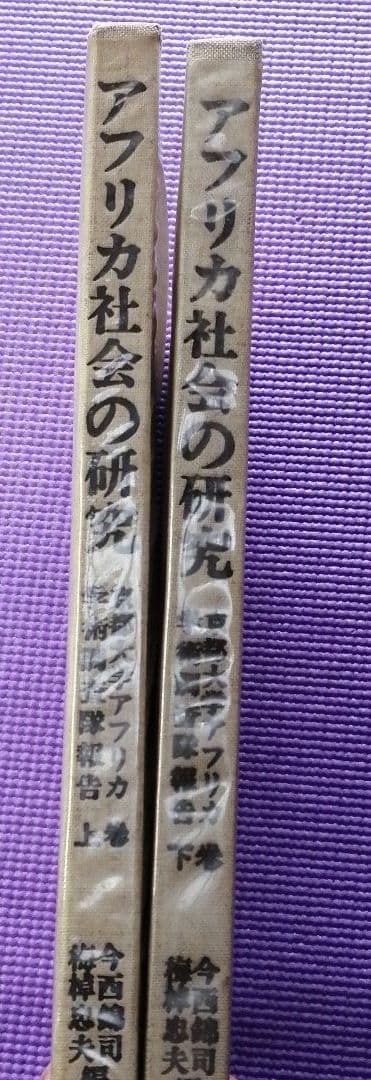 アフリカ社会の研究
京都大学アフリカ
学術調査隊報告
上巻
今西錦司
梅棹忠夫
編
アフリカ社会の研究
京都大学アフリカ
学術調査隊報告
下巻
今西錦司
梅棹忠夫